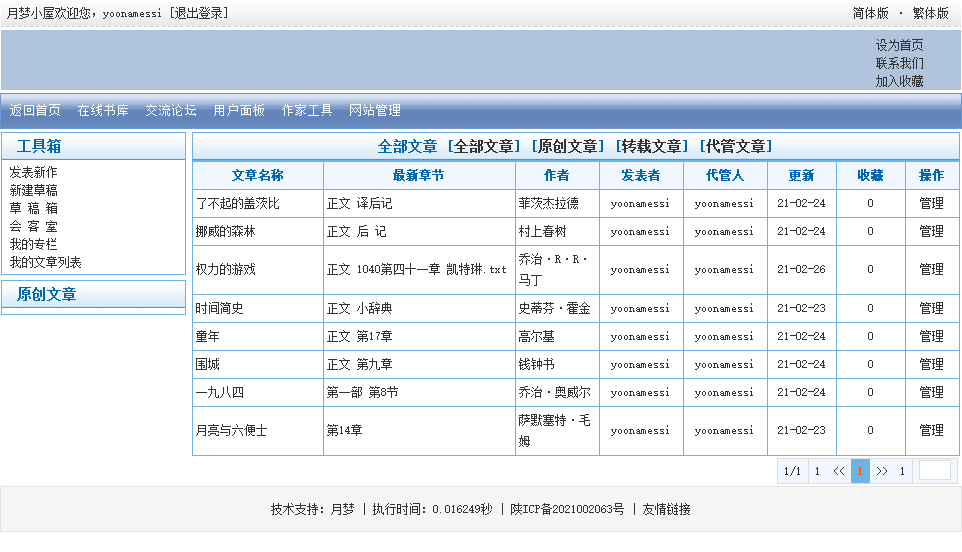 月梦小屋欢迎您，yoonamessi [退出登录]
简体版 · 繁体版
设为首页
联系我们
加入收藏
返回首页 在线书库 交流论坛 用户面板 作家工具 网站管理
工具箱
发表新作
新建草稿
草 稿 箱
会 客 室
我的专栏
我的文章列表
原创文章
全部文章 [全部文章] [原创文章] [转载文章] [代管文章]
文章名称 最新章节 作者 发表者 代管人 更新 收藏 操作
了不起的盖茨比 正文 译后记 菲茨杰拉德 yoonamessi yoonamessi 21-02-24 0 管理
挪威的森林 正文 后 记 村上春树 yoonamessi yoonamessi 21-02-24 0 管理
权力的游戏 正文 1040第四十一章 凯特琳.txt 乔治·R·R· yoonamessi yoonamessi 21-02-26 0 管理
马丁
时间简史 正文 小辞典 史蒂芬·霍金 yoonamessi yoonamessi 21-02-23 0 管理
童年 正文 第17章 高尔基 yoonamessi yoonamessi 21-02-24 0 管理
围城 正文 第九章 钱钟书 yoonamessi yoonamessi 21-02-24 0 管理
一九八四 第一部 第8节 乔治·奥威尔 yoonamessi yoonamessi 21-02-24 0 管理
月亮与六便士 第14章 萨默塞特·毛 yoonamessi yoonamessi 21-02-23 0 管理
姆
1/1 1 << 1 >> 1
技术支持：月梦 | 执行时间：0.016249秒 | 陕ICP备2021002063号 | 友情链接